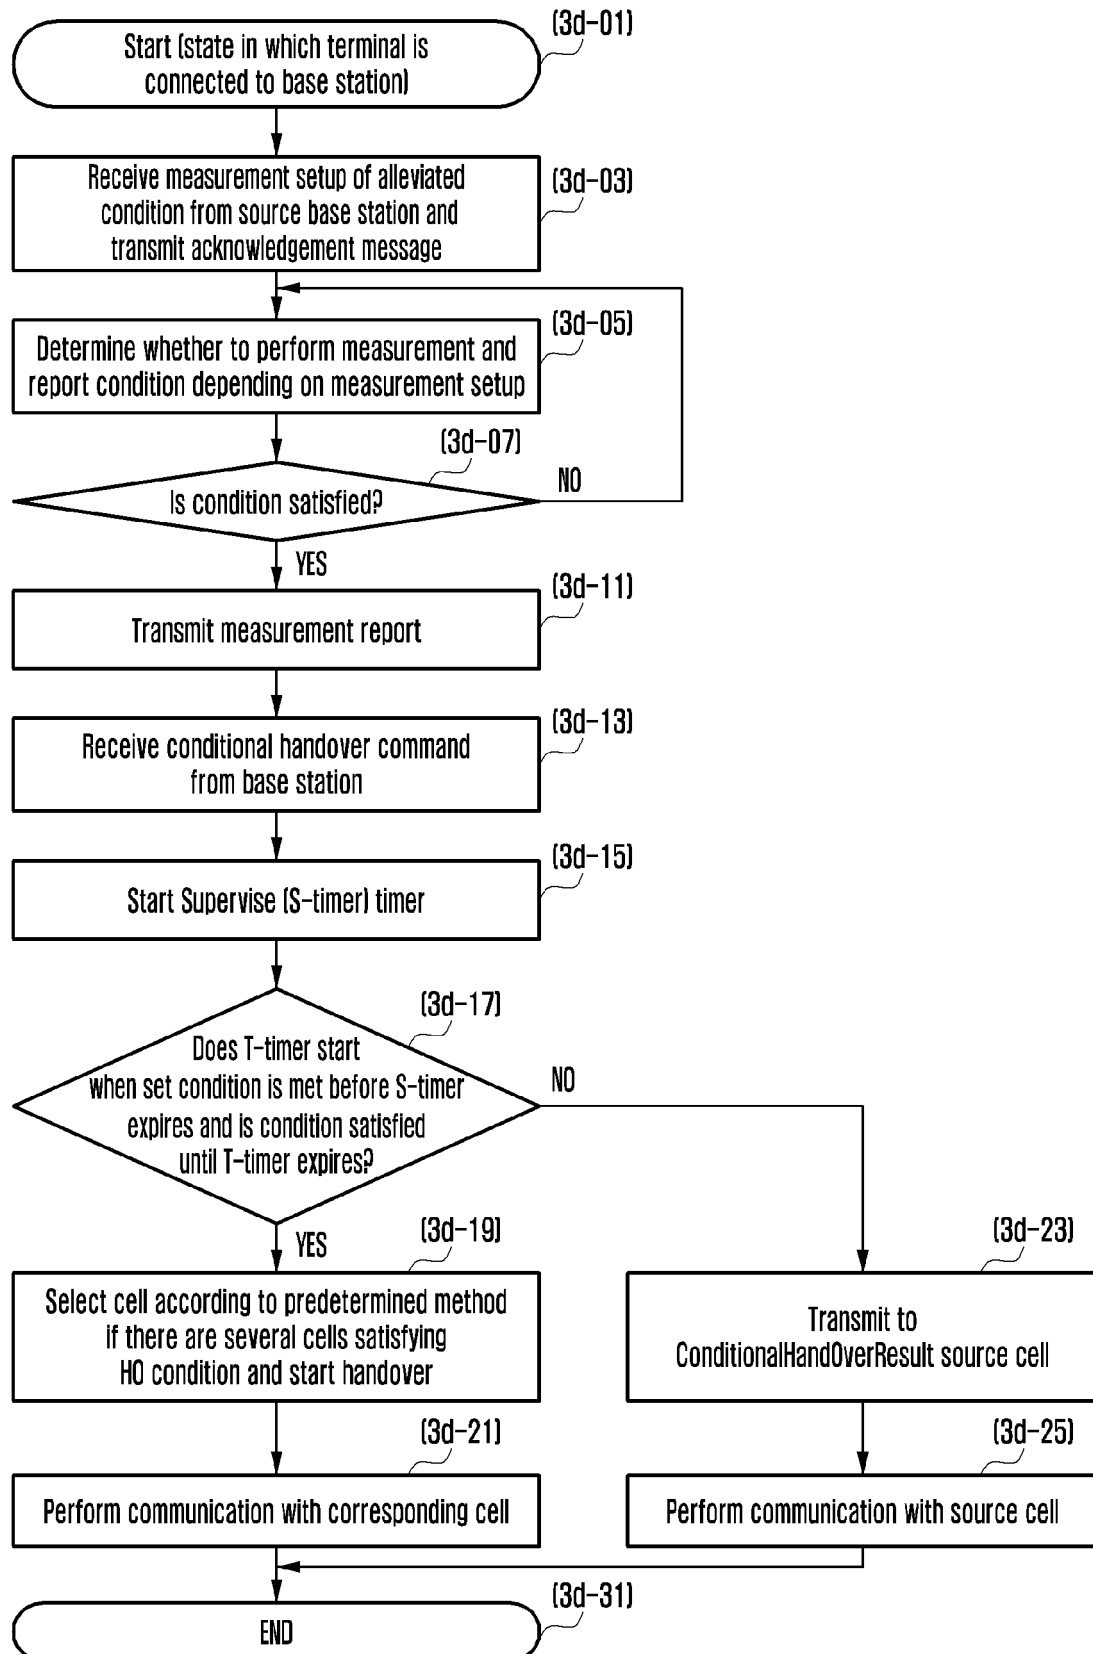 (3d-01)
Start (state in which terminal is
connected to base station)
(3d-03)
Receive measurement setup of alleviated
condition from source base station and
transmit acknowledgement message
(3d-05)
Determine whether to perform measurement and
report condition depending on measurement setup
(3d-07)
Is condition satisfied?
NO
YES
(3d-11)
Transmit measurement report
(3d-13)
Receive conditional handover command
from base station
(3d-15)
Start Supervise (S-timer) timer
(3d-17)
Does T-timer start
when set condition is met before S-timer
expires and is condition satisfied
until T-timer expires?
NO
YES
(3d-19)
Select cell according to predetermined method
if there are several cells satisfying
HO condition and start handover
(3d-23)
Transmit to
ConditionalHandOverResult source cell
(3d-21)
Perform communication with corresponding cell
(3d-25)
Perform communication with source cell
(3d-31)
END